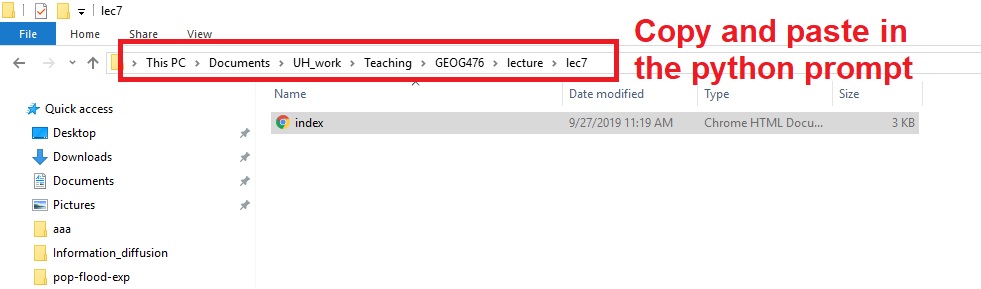 lec7
File Home Share View
This PC > Documents > UH_work > Teaching > GEOG476 > lecture > lec7
Copy and paste in
the python prompt
Name Date modified Type Size
Quick access
index 9/27/2019 11:19 AM Chrome HTML Docu... 3 KB
Desktop
Downloads
Documents
Pictures
aaa
Information_diffusion
pop-flood-exp